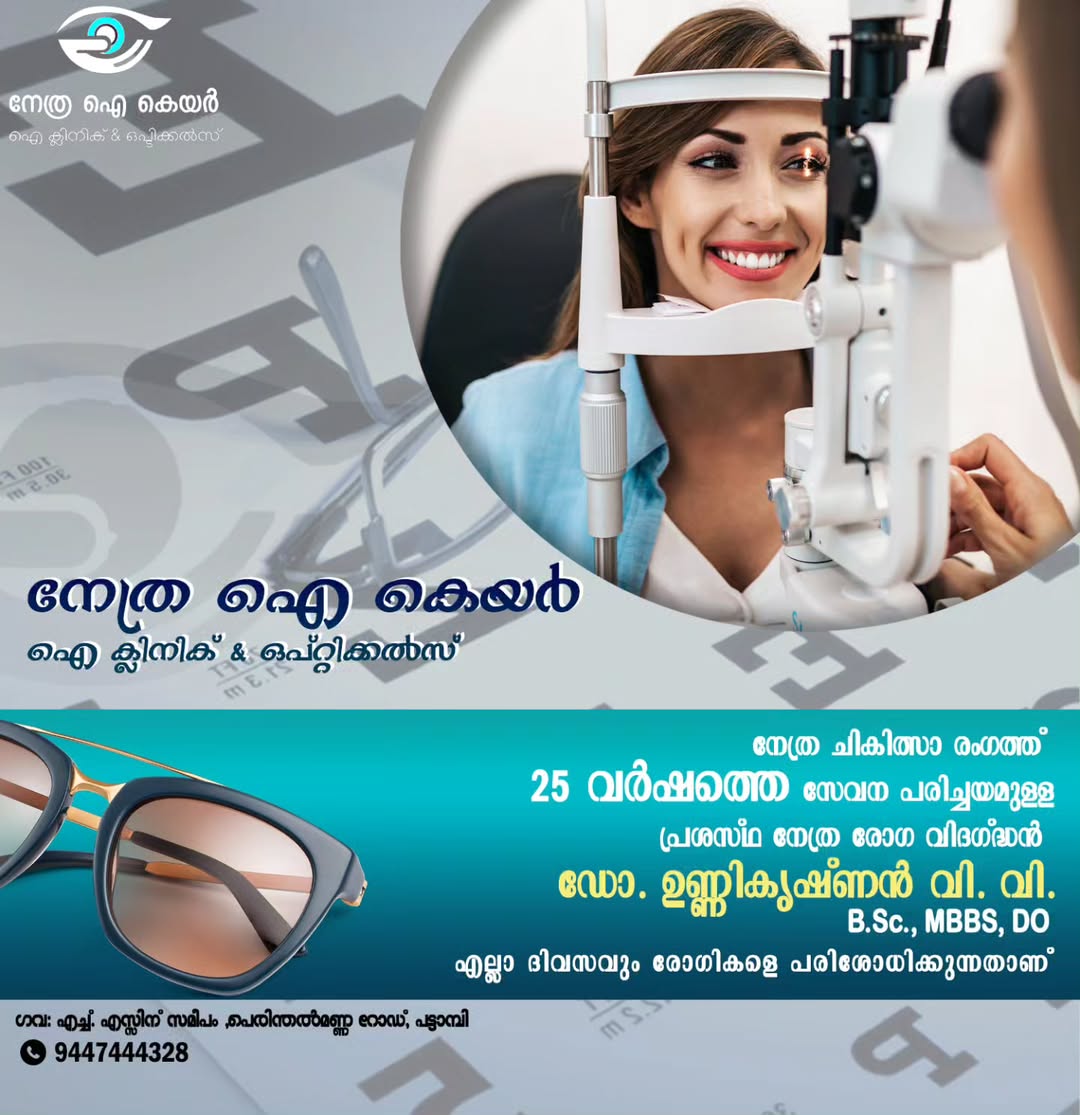 നേത്ര ഐ കെയർ
ഐ ക്ലിനിക് & ഒപ്ടിക്കൽസ്
നേത്ര ഐ കെയർ
ഐ ക്ലിനിക് & ഒപ്റ്റിക്കൽസ്
നേത്ര ചികിത്സാ രംഗത്ത്
25 വർഷത്തെ സേവന പരിച്ചയമുളള
പ്രശസ്ഥ നേത്ര രോഗ വിദഗ്ദ്ധൻ
ഡോ. ഉണ്ണികൃഷ്ണൻ വി. വി.
B.Sc., MBBS, DO
എല്ലാ ദിവസവും രോഗികളെ പരിശോധിക്കുന്നതാണ്
ഗവ: എച്ച്. എസ്സിന് സമീപം ,പെരിന്തൽമണ്ണ റോഡ്, പട്ടാമ്പി
9447444328